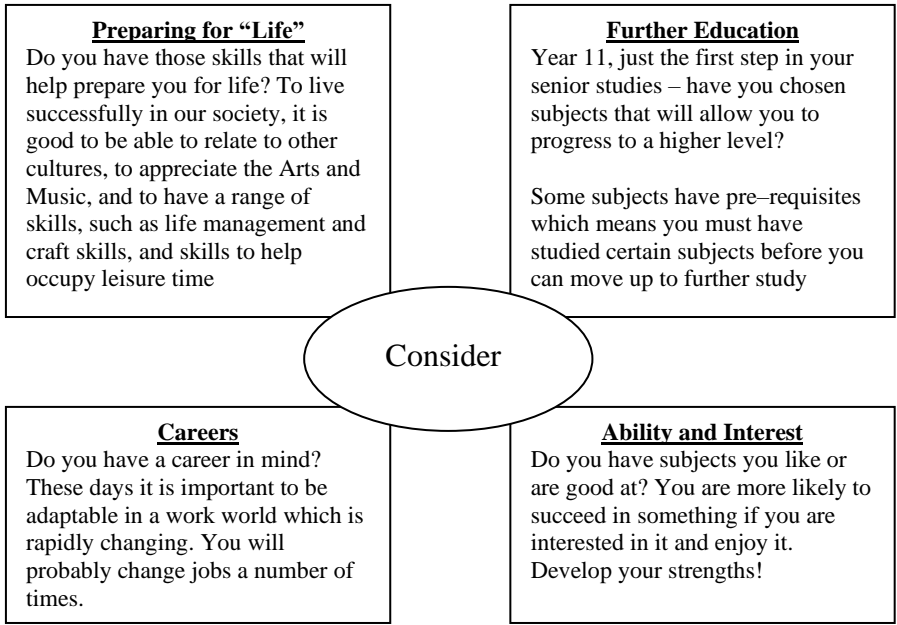 Preparing for “Life”
Do you have those skills that will
help prepare you for life? To live
successfully in our society, it is
good to be able to relate to other
cultures, to appreciate the Arts and
Music, and to have a range of
skills, such as life management and
craft skills, and skills to help
occupy leisure time
Further Education
Year 11, just the first step in your
senior studies – have you chosen
subjects that will allow you to
progress to a higher level?
Some subjects have pre–requisites
which means you must have
studied certain subjects before you
can move up to further study
Consider
Careers
Do you have a career in mind?
These days it is important to be
adaptable in a work world which is
rapidly changing. You will
probably change jobs a number of
times.
Ability and Interest
Do you have subjects you like or
are good at? You are more likely to
succeed in something if you are
interested in it and enjoy it.
Develop your strengths!